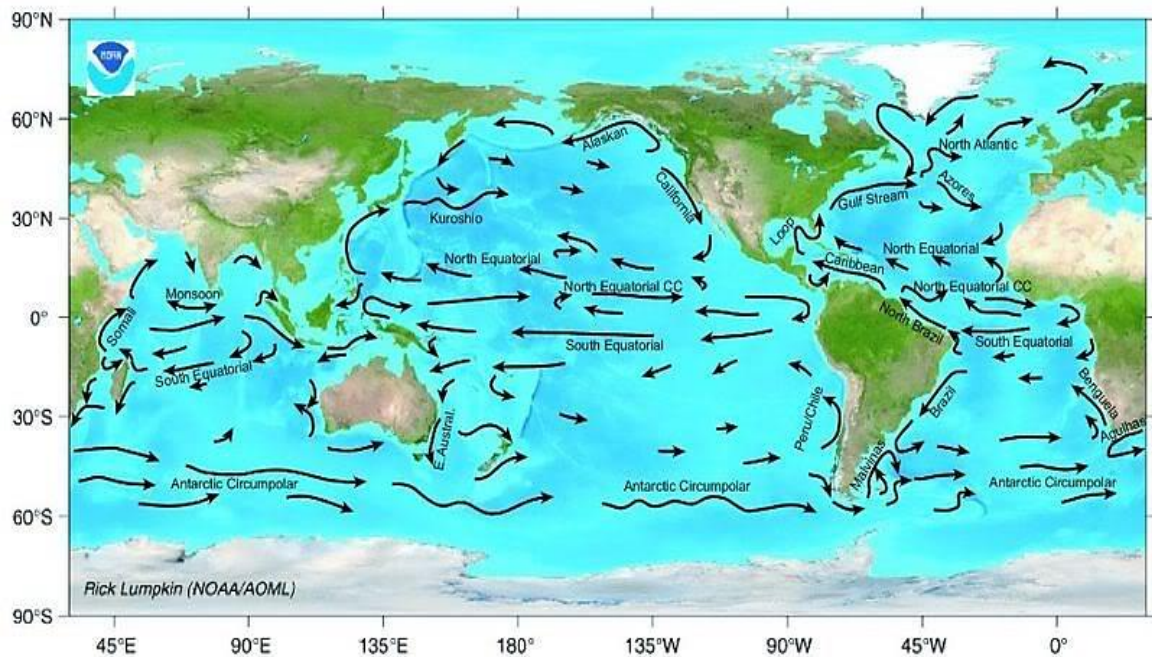 90°N
NOAA
60°N
Alaskan
North Atlantic
California
Azores
Gulf Stream
30°N
Kuroshio
Loop
North Equatorial
North Equatorial
Caribbean
Monsoon
North Equatorial CC
North Equatorial CC
0°
Somali
North Brazil
South Equatorial
South Equatorial
South Equatorial
Benguela
Brazil
30°S
Peru/Chile
E.Austral.
Agulhas
Malvinas
Antarctic Circumpolar
Antarctic Circumpolar
Antarctic Circumpolar
60°S
Rick Lumpkin (NOAA/AOML)
90°S
45°E 90°E 135°E 180° 135°W 90°W 45°W 0°